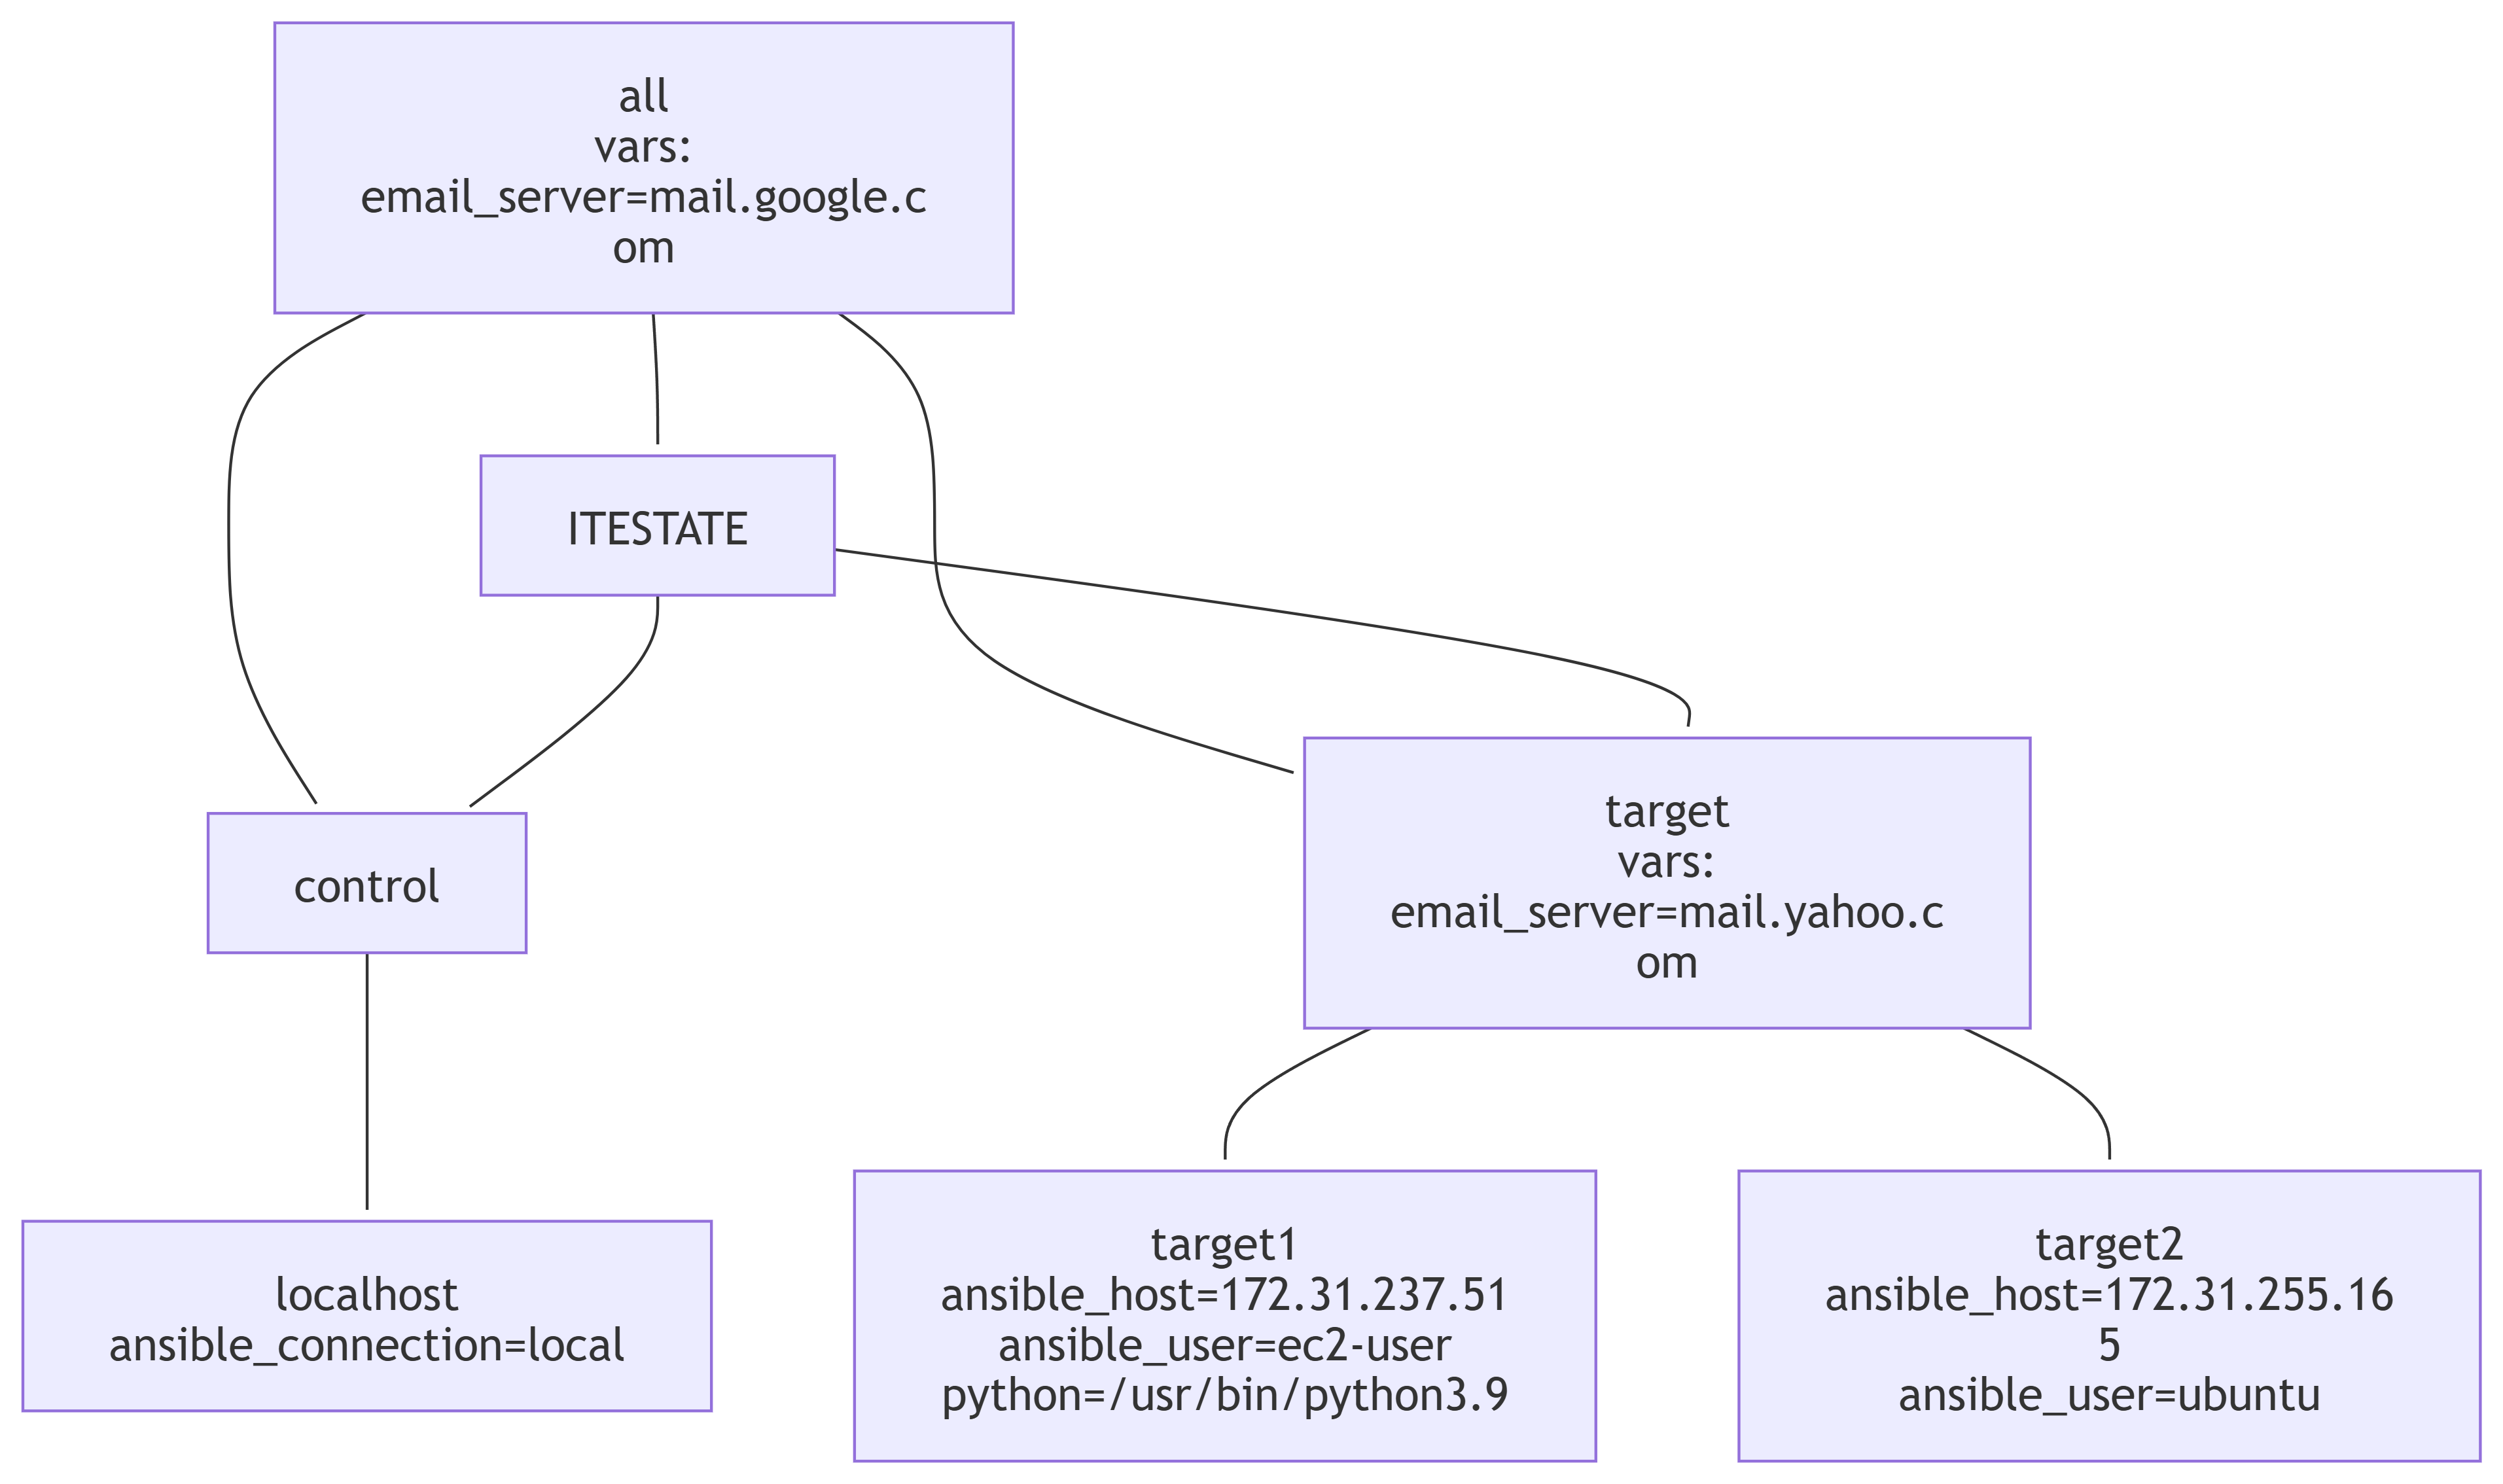 all
vars:
email_server=mail.google.c
om
ITESTATE
control
target
vars:
email_server=mail.yahoo.c
om
localhost
ansible_connection=local
target1
ansible_host=172.31.237.51
ansible_user=ec2-user
python=/usr/bin/python3.9
target2
ansible_host=172.31.255.16
5
ansible_user=ubuntu